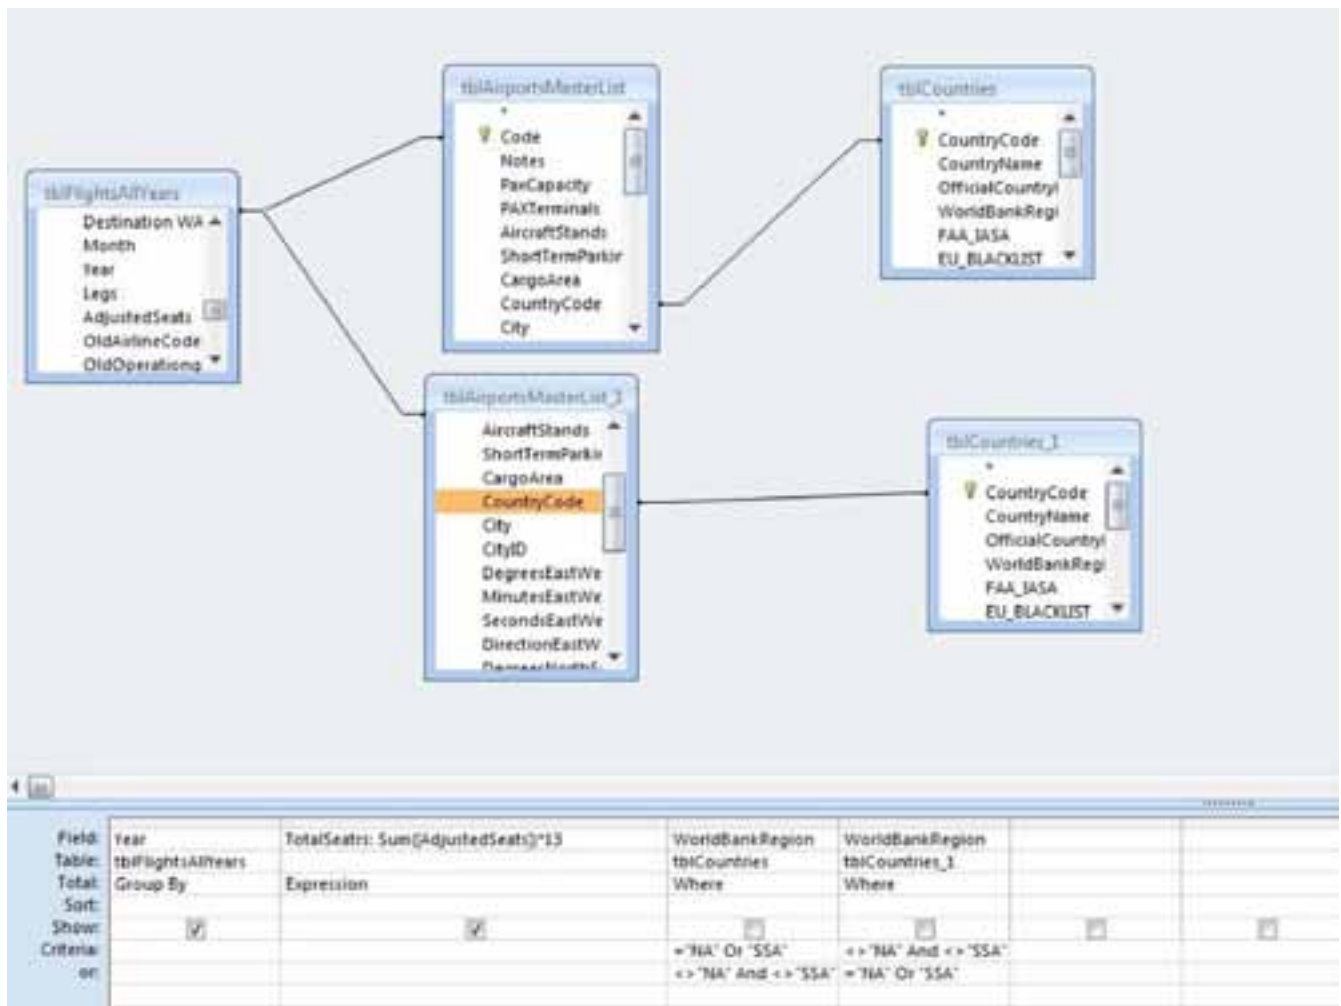 tblAirportsMasterList
Code
Notes
PaxCapacity
PAXTerminals
AircraftStands
ShortTermParkir
CargoArea
CountryCode
City
tblCountries
CountryCode
CountryName
OfficialCountryI
WorldBankRegi
FAA_IASA
EU_BLACKLIST
tblFlightsAllYears
Destination WA
Month
Year
Legs
AdjustedSeats
OldAirlineCode
OldOperationg
tblAirportsMasterList_1
AircraftStands
ShortTermParkir
CargoArea
CountryCode
City
CityID
DegreesEastWe
MinutesEastWe
SecondsEastWe
DirectionEastW
tblCountries_1
CountryCode
CountryName
OfficialCountryI
WorldBankRegi
FAA_IASA
EU_BLACKLIST
Field: Year TotalSeatrs: Sum([AdjustedSeats])*13 WorldBankRegion WorldBankRegion
Table: tblFlightsAllYears tblCountries tblCountries_1
Total: Group By Expression Where Where
Sort:
Show:
Criteria: ="NA" Or "SSA" <>"NA" And <>"SSA"
or: <>"NA" And <>"SSA" ="NA" Or "SSA"